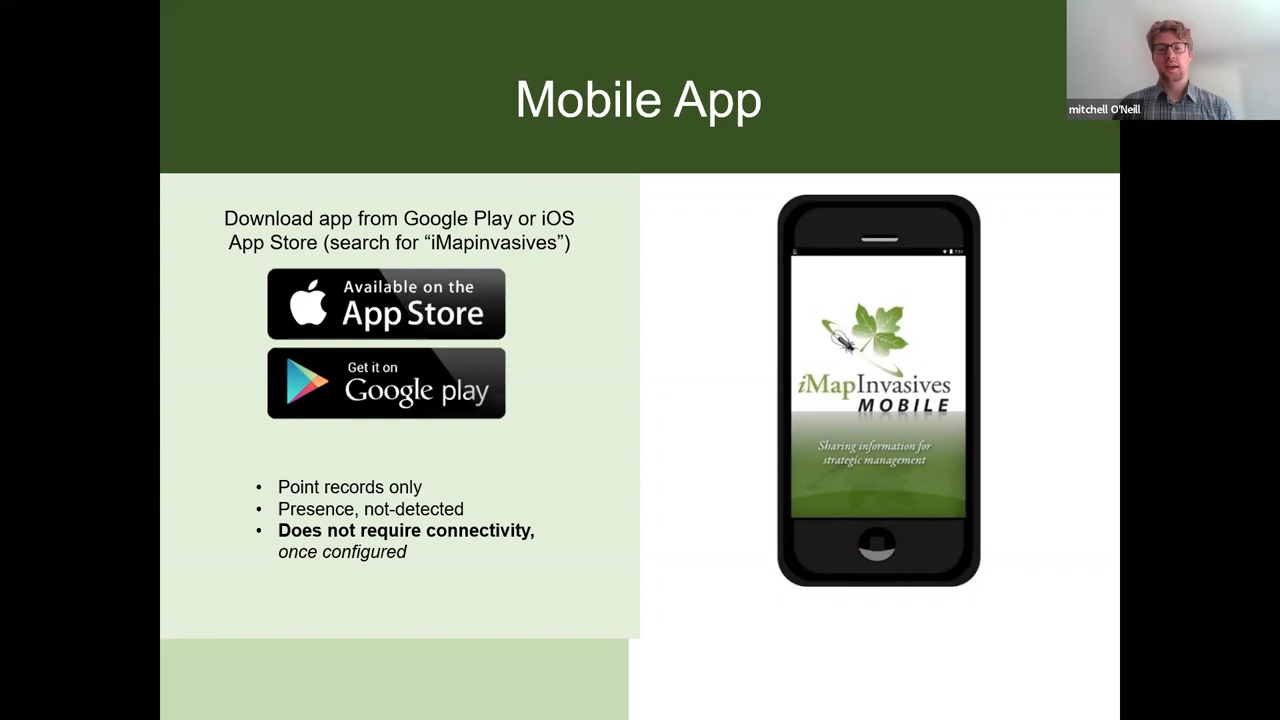 Mobile App
mitchell O'Neill
Download app from Google Play or iOS
App Store (search for “iMapinvasives”)
Available on the
App Store
Get it on
Google play
• Point records only
• Presence, not-detected
• Does not require connectivity,
once configured
7:51
iMapInvasives
MOBILE
Sharing information for
strategic management